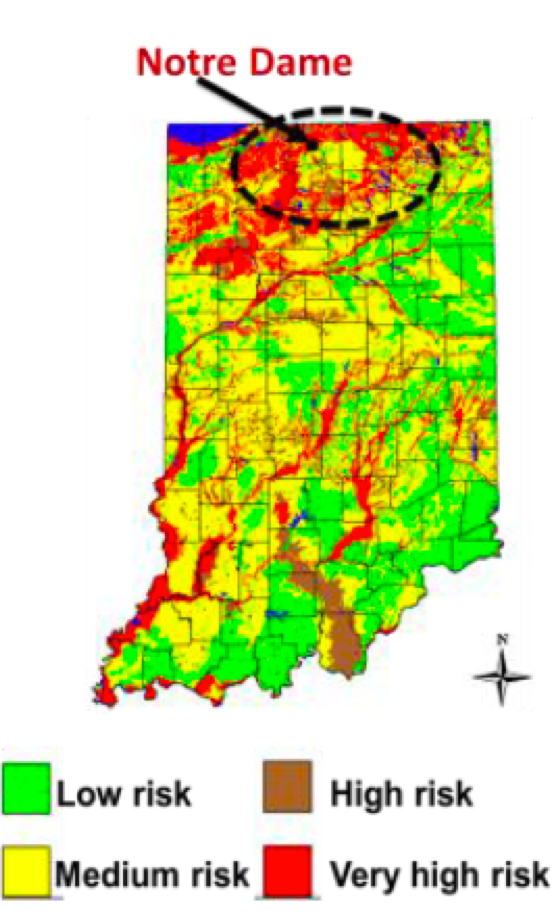 Notre Dame
N
Low risk
High risk
Medium risk
Very high risk